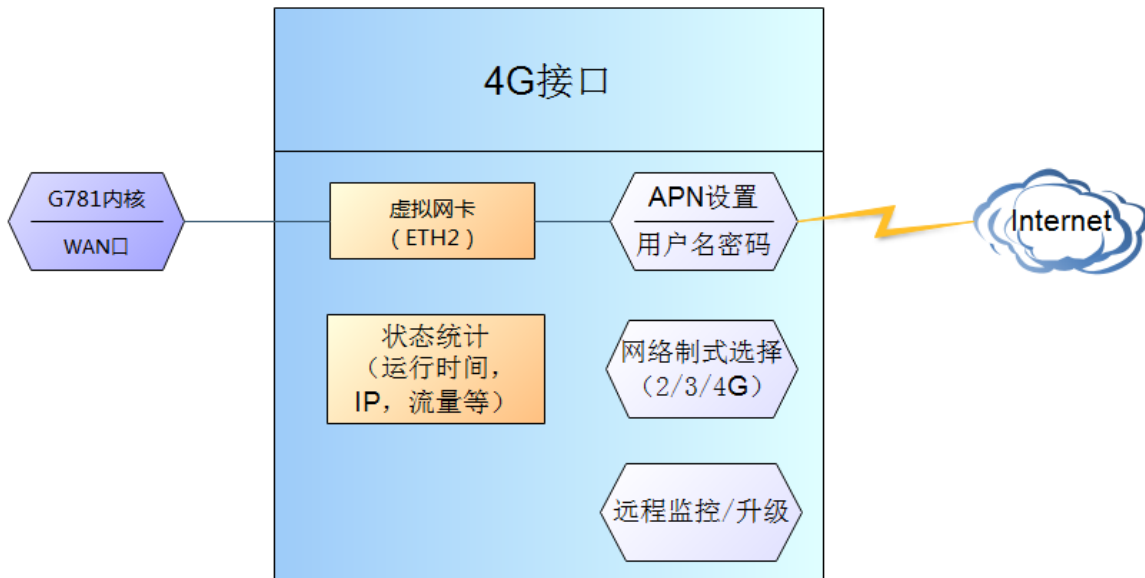 4G接口
G781内核
WAN口
虚拟网卡
（ETH2）
APN设置
用户名密码
Internet
状态统计
（运行时间，
IP，流量等）
网络制式选择
（2/3/4G）
远程监控/升级